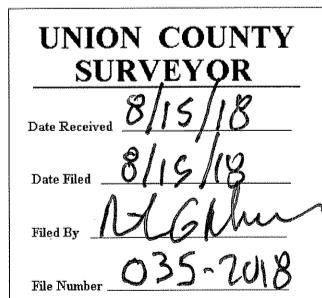 UNION COUNTY
SURVEYOR
Date Received 8/15/18
Date Filed 8/15/18
Filed By
File Number 035-2018